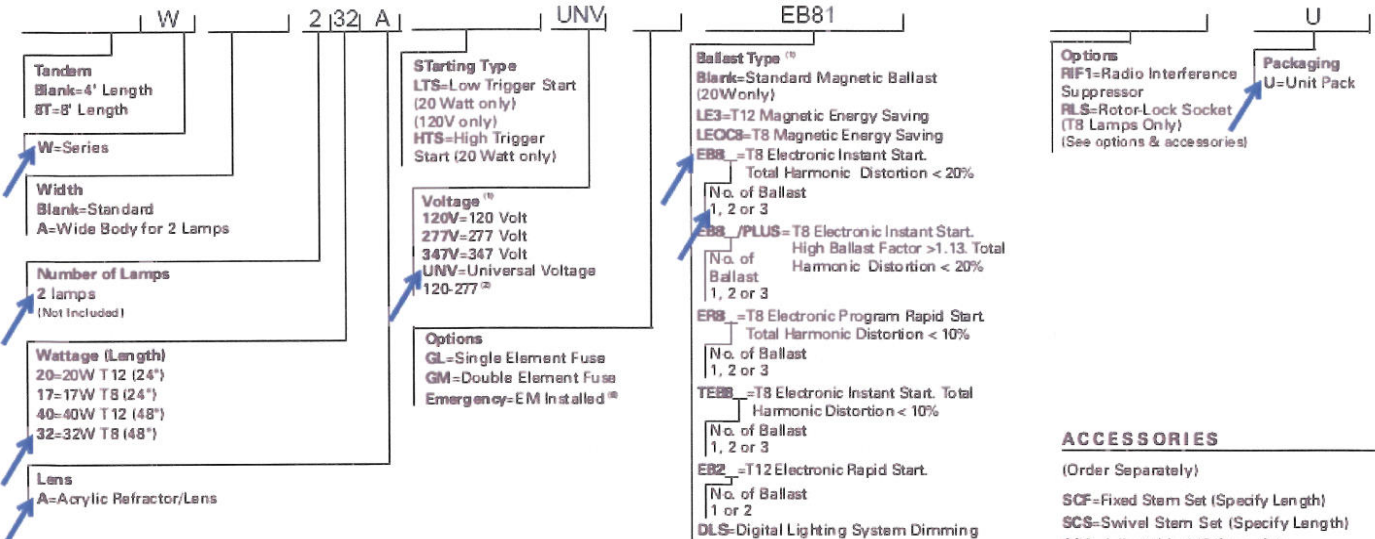 W 2 32 A UNV EB81 U
Tandem
Blank=4' Length
8T=8' Length
W=Series
Width
Blank=Standard
A=Wide Body for 2 Lamps
Number of Lamps
2 lamps
(Not Included)
Wattage (Length)
20=20W T12 (24")
17=17W T8 (24")
40=40W T12 (48")
32=32W T8 (48")
Lens
A=Acrylic Refractor/Lens
STarting Type
LTS=Low Trigger Start
(20 Watt only)
(120V only)
HTS=High Trigger
Start (20 Watt only)
Voltage (1)
120V=120 Volt
277V=277 Volt
347V=347 Volt
UNV=Universal Voltage
120-277 (2)
Options
GL=Single Element Fuse
GM=Double Element Fuse
Emergency=EM Installed
Ballast Type (1)
Blank=Standard Magnetic Ballast
(20Wonly)
LE3=T12 Magnetic Energy Saving
LEOC8=T8 Magnetic Energy Saving
EB8_=T8 Electronic Instant Start.
Total Harmonic Distortion < 20%
No. of Ballast
1, 2 or 3
EB8_/PLUS=T8 Electronic Instant Start.
High Ballast Factor >1.13. Total
Harmonic Distortion < 20%
No. of
Ballast
1, 2 or 3
ER8_=T8 Electronic Program Rapid Start.
Total Harmonic Distortion < 10%
No. of Ballast
1, 2 or 3
TEB8_=T8 Electronic Instant Start. Total
Harmonic Distortion < 10%
No. of Ballast
1, 2 or 3
EB2_=T12 Electronic Rapid Start.
No. of Ballast
1 or 2
DLS=Digital Lighting System Dimming
Options
RIF1=Radio Interference
Suppressor
RLS=Rotor-Lock Socket
(T8 Lamps Only)
(See options & accessories)
Packaging
U=Unit Pack
ACCESSORIES
(Order Separately)
SCF=Fixed Stem Set (Specify Length)
SCS=Swivel Stem Set (Specify Length)